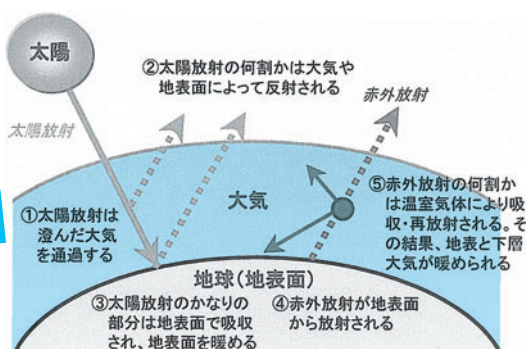 太陽
②太陽放射の何割かは大気や
地表面によって反射される
赤外放射
太陽放射
①太陽放射は
澄んだ大気
を通過する
大気
⑤赤外放射の何割か
は温室気体により吸
収・再放射される。そ
の結果、地表と下層
大気が暖められる
地球(地表面)
③太陽放射のかなりの
部分は地表面で吸収
され、地表面を暖める
④赤外放射が地表面
から放射される